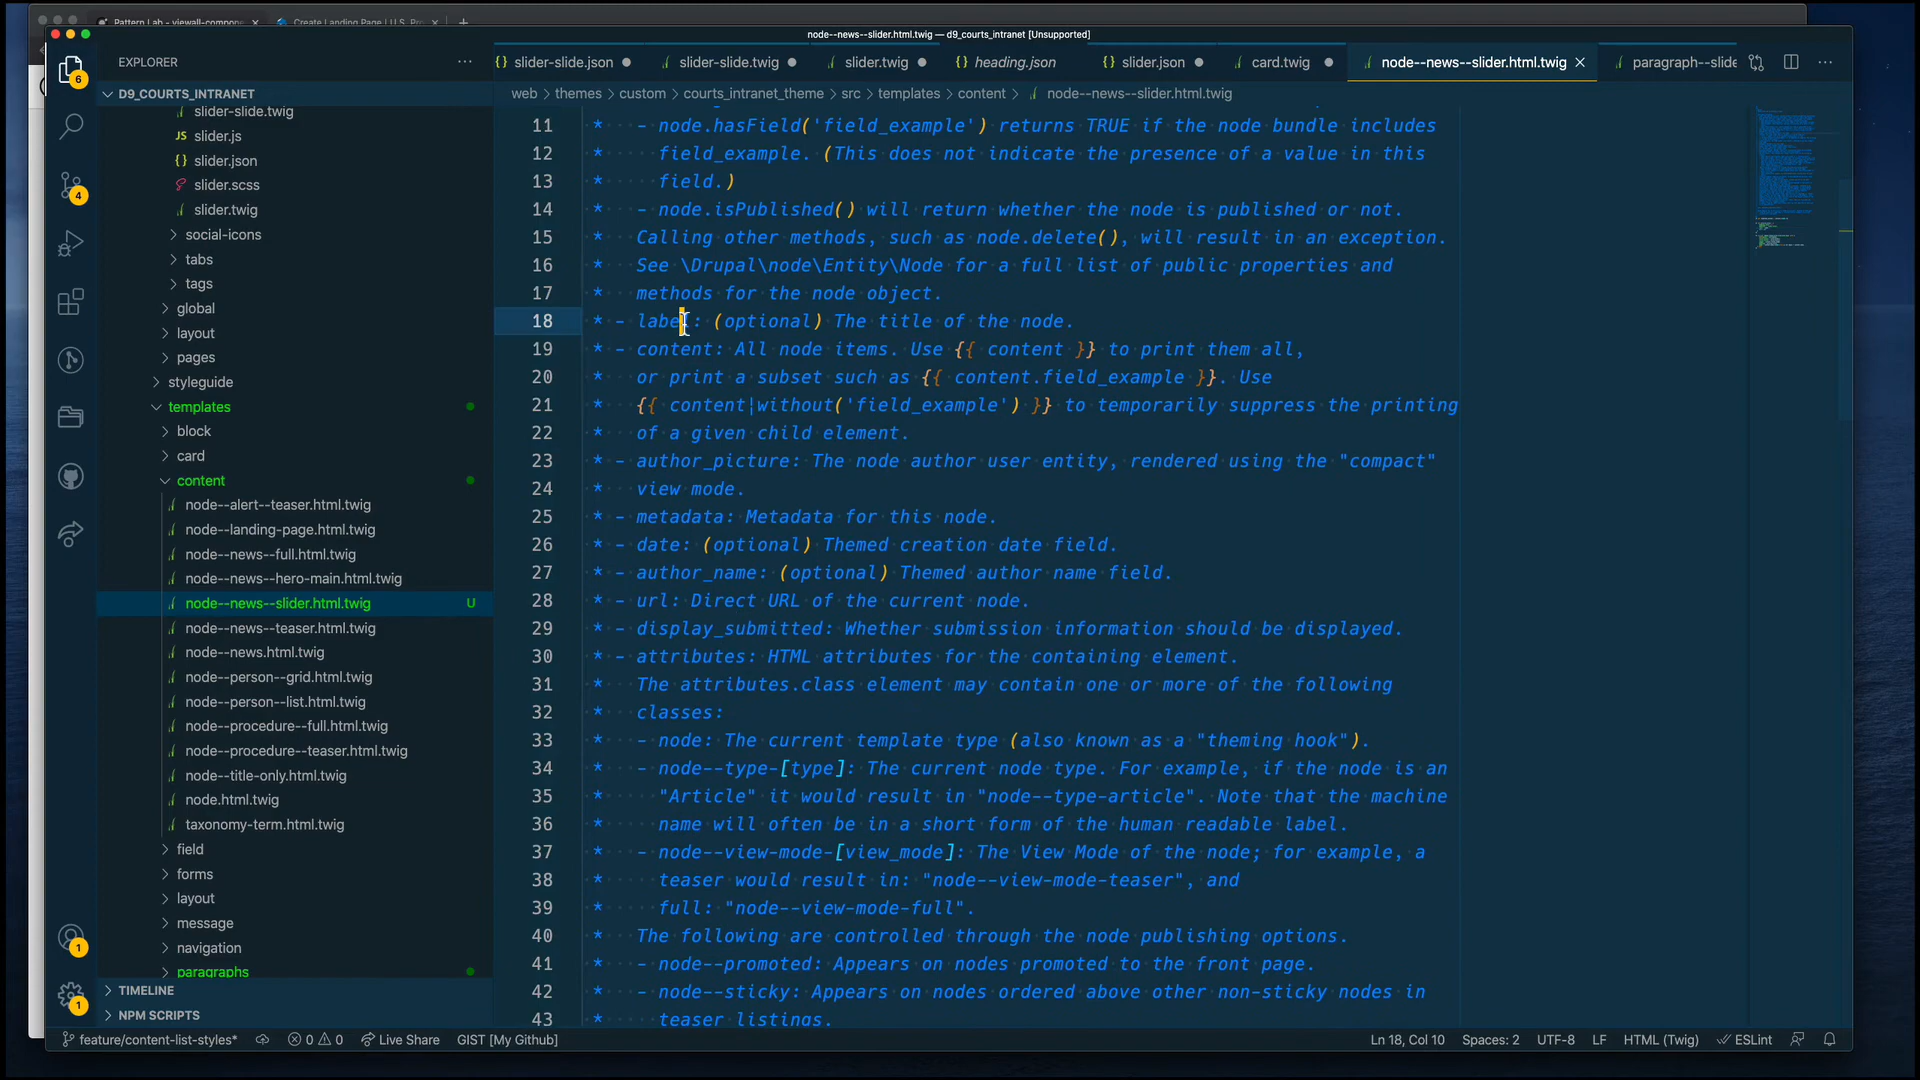 Pattern Lab - viewall-compon
Create Landing Page | U.S. Pr
node--news--slider.html.twig — d9_courts_intranet [Unsupported]
EXPLORER
slider-slide.json
slider-slide.twig
slider.twig
heading.json
slider.json
card.twig
node--news--slider.html.twig
paragraph--slide
web > themes > custom > courts_intranet_theme > src > templates > content > node--news--slider.html.twig
D9_COURTS_INTRANET
slider-slide.twig
slider.js
slider.json
slider.scss
slider.twig
social-icons
tabs
tags
global
layout
pages
styleguide
templates
block
card
content
node--alert--teaser.html.twig
node--landing-page.html.twig
node--news--full.html.twig
node--news--hero-main.html.twig
node--news--slider.html.twig U
node--news--teaser.html.twig
node--news.html.twig
node--person--grid.html.twig
node--person--list.html.twig
node--procedure--full.html.twig
node--procedure--teaser.html.twig
node--title-only.html.twig
node.html.twig
taxonomy-term.html.twig
field
forms
layout
message
navigation
paragraphs
TIMELINE
NPM SCRIPTS
11 * - node.hasField('field_example') returns TRUE if the node bundle includes
12 * field_example. (This does not indicate the presence of a value in this
13 * field.)
14 * - node.isPublished() will return whether the node is published or not.
15 * Calling other methods, such as node.delete(), will result in an exception.
16 * See \Drupal\node\Entity\Node for a full list of public properties and
17 * methods for the node object.
18 * - label: (optional) The title of the node.
19 * - content: All node items. Use {{ content }} to print them all,
20 * or print a subset such as {{ content.field_example }}. Use
21 * {{ content|without('field_example') }} to temporarily suppress the printing
22 * of a given child element.
23 * - author_picture: The node author user entity, rendered using the "compact"
24 * view mode.
25 * - metadata: Metadata for this node.
26 * - date: (optional) Themed creation date field.
27 * - author_name: (optional) Themed author name field.
28 * - url: Direct URL of the current node.
29 * - display_submitted: Whether submission information should be displayed.
30 * - attributes: HTML attributes for the containing element.
31 * The attributes.class element may contain one or more of the following
32 * classes:
33 * - node: The current template type (also known as a "theming hook").
34 * - node--type-[type]: The current node type. For example, if the node is an
35 * "Article" it would result in "node--type-article". Note that the machine
36 * name will often be in a short form of the human readable label.
37 * - node--view-mode-[view_mode]: The View Mode of the node; for example, a
38 * teaser would result in: "node--view-mode-teaser", and
39 * full: "node--view-mode-full".
40 * The following are controlled through the node publishing options.
41 * - node--promoted: Appears on nodes promoted to the front page.
42 * - node--sticky: Appears on nodes ordered above other non-sticky nodes in
43 * teaser listings.
6
4
1
1
feature/content-list-styles* 0 0 Live Share GIST [My Github] Ln 18, Col 10 Spaces: 2 UTF-8 LF HTML (Twig) ESLint